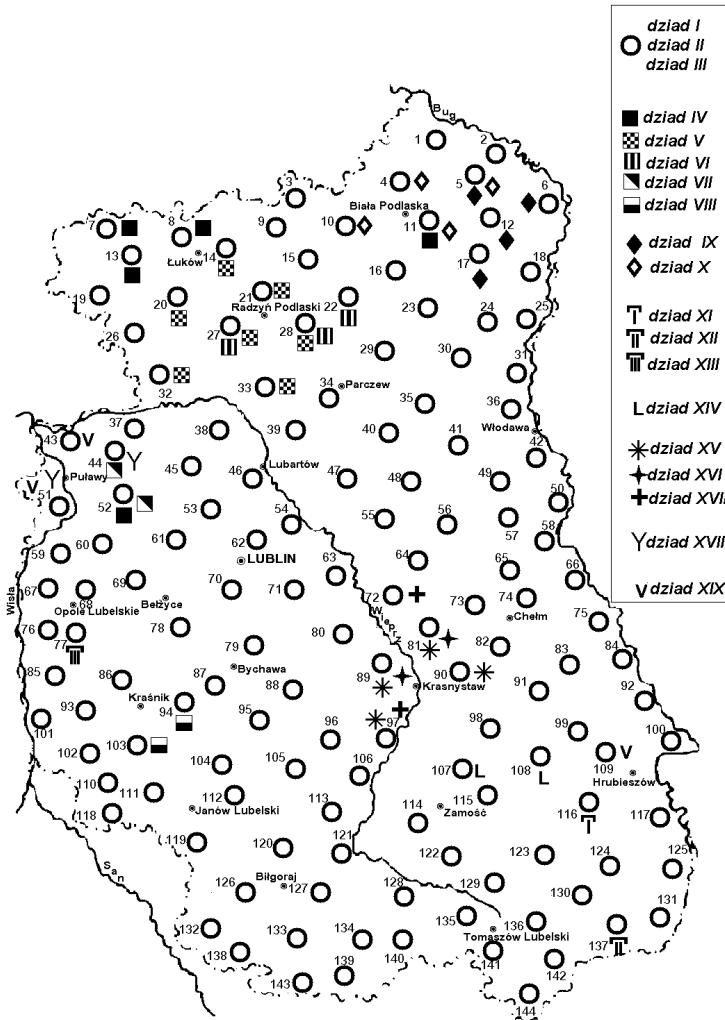 dziad I
dziad II
dziad III
dziad IV
dziad V
dziad VI
dziad VII
dziad VIII
dziad IX
dziad X
dziad XI
dziad XII
dziad XIII
L dziad XIV
dziad XV
dziad XVI
dziad XVII
Y dziad XVII
V dziad XIX
Bug
1
2
3
4
5
6
Biała Podlaska
7
8
9
10
11
12
13
Łuków
14
15
16
17
18
19
20
21
22
23
24
25
Radzyń Podlaski
26
27
28
29
30
31
32
33
34
Parczew
35
36
Włodawa
37
38
39
40
41
42
43
V
44
Y
45
46
Lubartów
47
48
49
50
V
Y
Puławy
51
52
53
54
55
56
57
58
59
60
61
62
LUBLIN
63
64
65
66
Wisła
67
68
Opole Lubelskie
69
Bełżyce
70
71
72
Wieprz
73
74
Chełm
75
76
77
78
79
Bychawa
80
81
82
83
84
85
86
87
88
89
90
Krasnystaw
91
92
93
Kraśnik
94
95
96
97
98
99
100
101
102
103
104
105
106
107
L
108
L
109
V
Hrubieszów
110
111
112
Janów Lubelski
113
114
Zamość
115
116
117
118
119
120
121
122
123
124
125
San
Biłgoraj
126
127
128
129
130
131
132
133
134
135
136
137
Tomaszów Lubelski
138
139
140
141
142
143
144